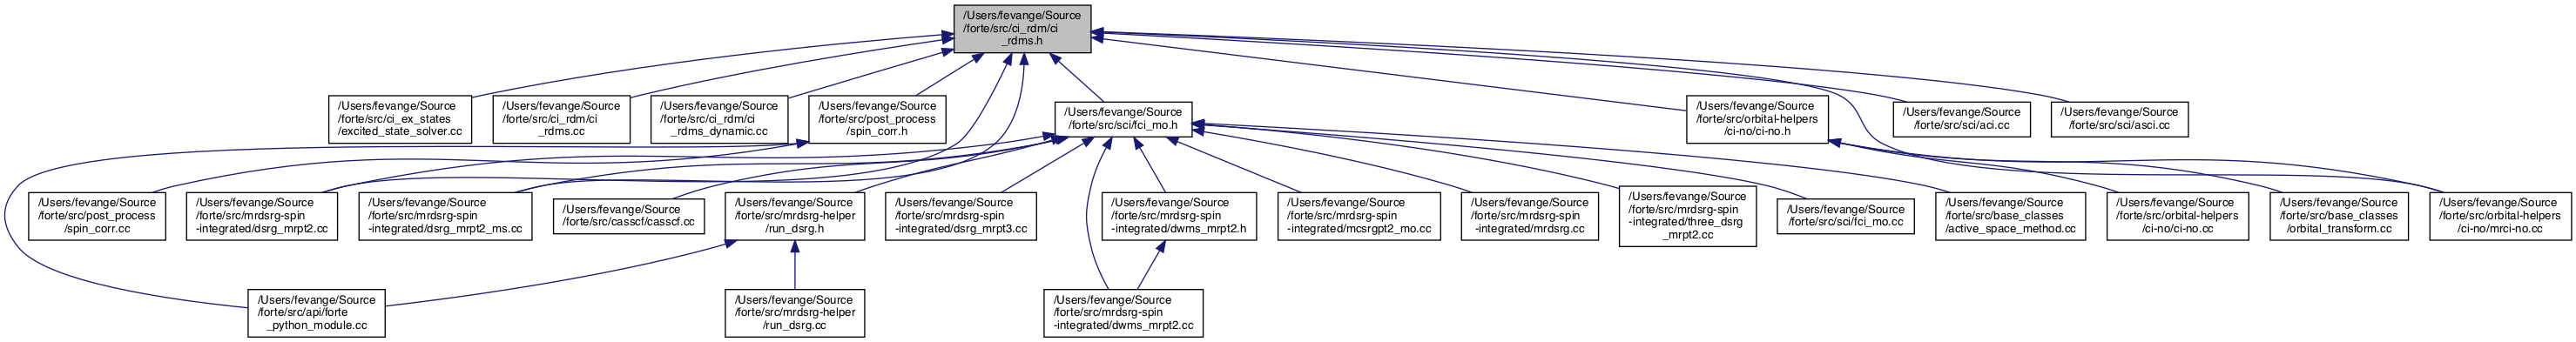 /Users/fevange/Source
/forte/src/ci_rdm/ci
_rdms.h
/Users/fevange/Source
/forte/src/ci_ex_states
/excited_state_solver.cc
/Users/fevange/Source
/forte/src/ci_rdm/ci
_rdms.cc
/Users/fevange/Source
/forte/src/ci_rdm/ci
_rdms_dynamic.cc
/Users/fevange/Source
/forte/src/post_process
/spin_corr.h
/Users/fevange/Source
/forte/src/sci/fci_mo.h
/Users/fevange/Source
/forte/src/orbital-helpers
/ci-no/ci-no.h
/Users/fevange/Source
/forte/src/sci/aci.cc
/Users/fevange/Source
/forte/src/sci/asci.cc
/Users/fevange/Source
/forte/src/post_process
/spin_corr.cc
/Users/fevange/Source
/forte/src/mrdsrg-spin
-integrated/dsrg_mrpt2.cc
/Users/fevange/Source
/forte/src/mrdsrg-spin
-integrated/dsrg_mrpt2_ms.cc
/Users/fevange/Source
/forte/src/casscf/casscf.cc
/Users/fevange/Source
/forte/src/mrdsrg-helper
/run_dsrg.h
/Users/fevange/Source
/forte/src/mrdsrg-spin
-integrated/dsrg_mrpt3.cc
/Users/fevange/Source
/forte/src/mrdsrg-spin
-integrated/dwms_mrpt2.h
/Users/fevange/Source
/forte/src/mrdsrg-spin
-integrated/mcsrgpt2_mo.cc
/Users/fevange/Source
/forte/src/mrdsrg-spin
-integrated/mrdsrg.cc
/Users/fevange/Source
/forte/src/mrdsrg-spin
-integrated/three_dsrg
_mrpt2.cc
/Users/fevange/Source
/forte/src/sci/fci_mo.cc
/Users/fevange/Source
/forte/src/base_classes
/active_space_method.cc
/Users/fevange/Source
/forte/src/orbital-helpers
/ci-no/ci-no.cc
/Users/fevange/Source
/forte/src/base_classes
/orbital_transform.cc
/Users/fevange/Source
/forte/src/orbital-helpers
/ci-no/mrci-no.cc
/Users/fevange/Source
/forte/src/api/forte
_python_module.cc
/Users/fevange/Source
/forte/src/mrdsrg-helper
/run_dsrg.cc
/Users/fevange/Source
/forte/src/mrdsrg-spin
-integrated/dwms_mrpt2.cc